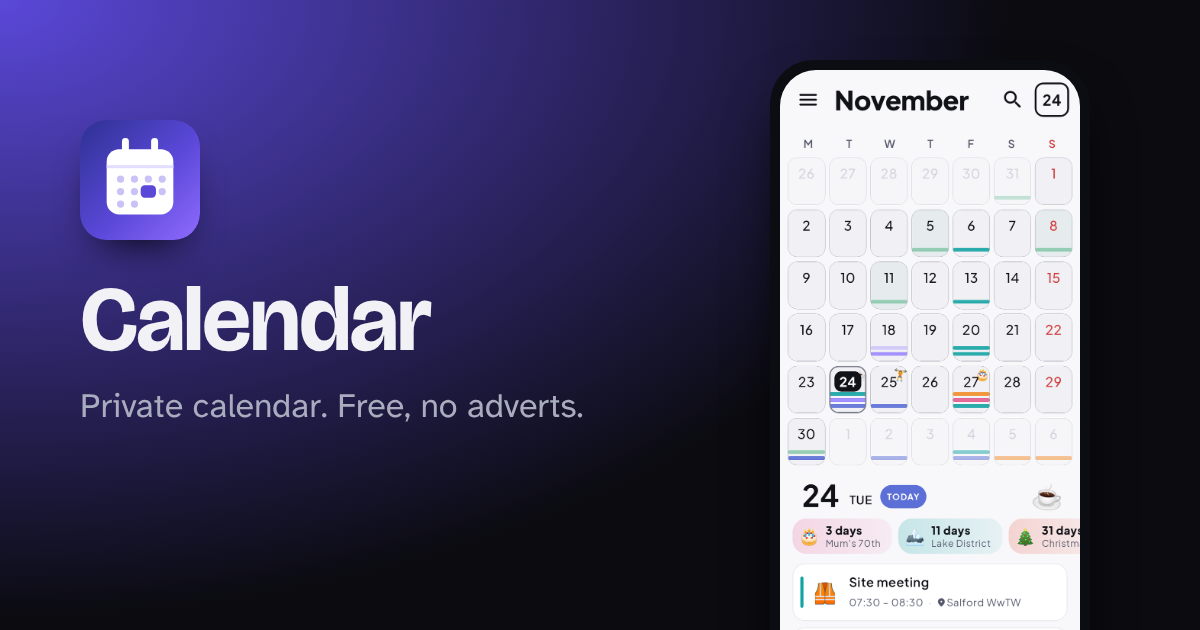 Calendar
Private calendar. Free, no adverts.
November 24
M T W T F S S
26 27 28 29 30 31 1
2 3 4 5 6 7 8
9 10 11 12 13 14 15
16 17 18 19 20 21 22
23 24 25 26 27 28 29
30 1 2 3 4 5 6
24 TUE TODAY
3 days 11 days 31 days
Mum's 70th Lake District Christm
Site meeting
07:30 – 08:30 · Salford WwTW